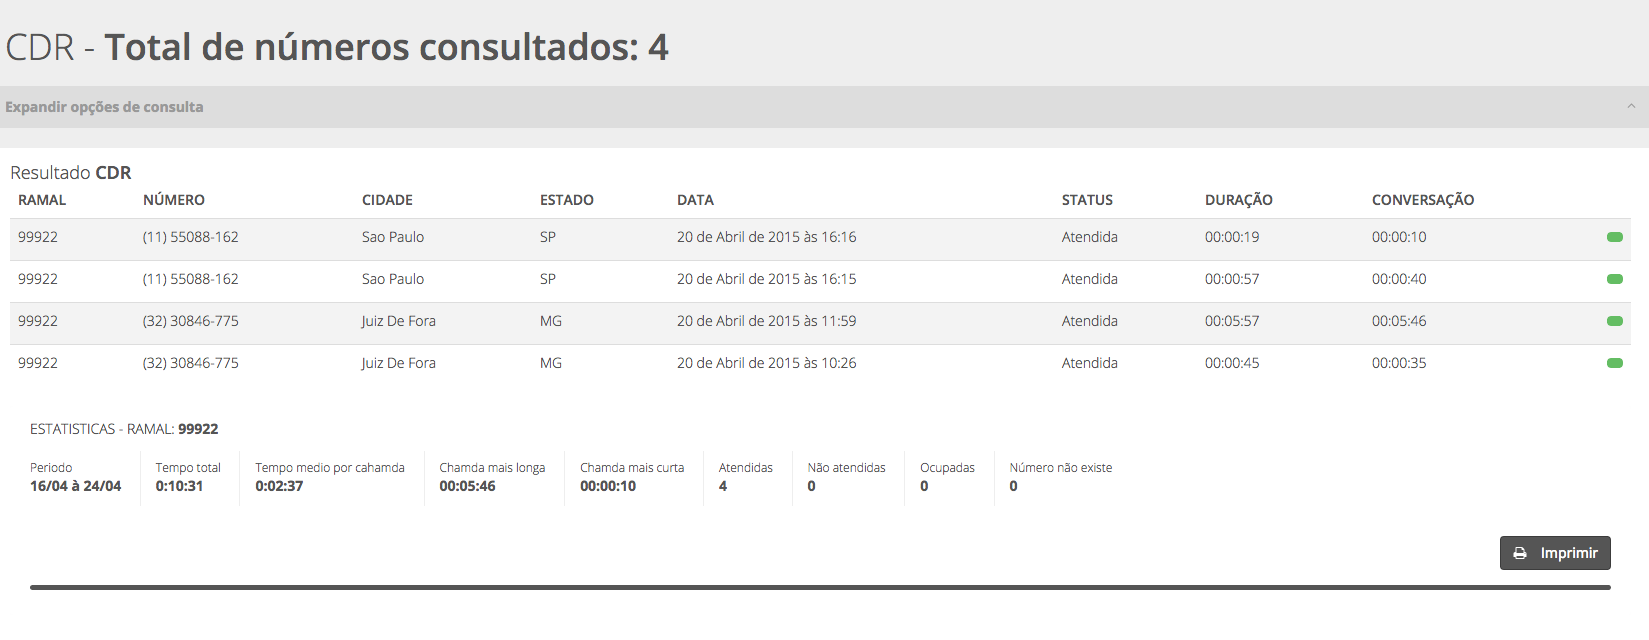 CDR - Total de números consultados: 4
Expandir opções de consulta
Resultado CDR
RAMAL NÚMERO CIDADE ESTADO DATA STATUS DURAÇÃO CONVERSAÇÃO
99922 (11) 55088-162 Sao Paulo SP 20 de Abril de 2015 às 16:16 Atendida 00:00:19 00:00:10
99922 (11) 55088-162 Sao Paulo SP 20 de Abril de 2015 às 16:15 Atendida 00:00:57 00:00:40
99922 (32) 30846-775 Juiz De Fora MG 20 de Abril de 2015 às 11:59 Atendida 00:05:57 00:05:46
99922 (32) 30846-775 Juiz De Fora MG 20 de Abril de 2015 às 10:26 Atendida 00:00:45 00:00:35
ESTATISTICAS - RAMAL: 99922
Periodo Tempo total Tempo medio por cahamda Chamda mais longa Chamda mais curta Atendidas Não atendidas Ocupadas Número não existe
16/04 à 24/04 0:10:31 0:02:37 00:05:46 00:00:10 4 0 0 0
Imprimir